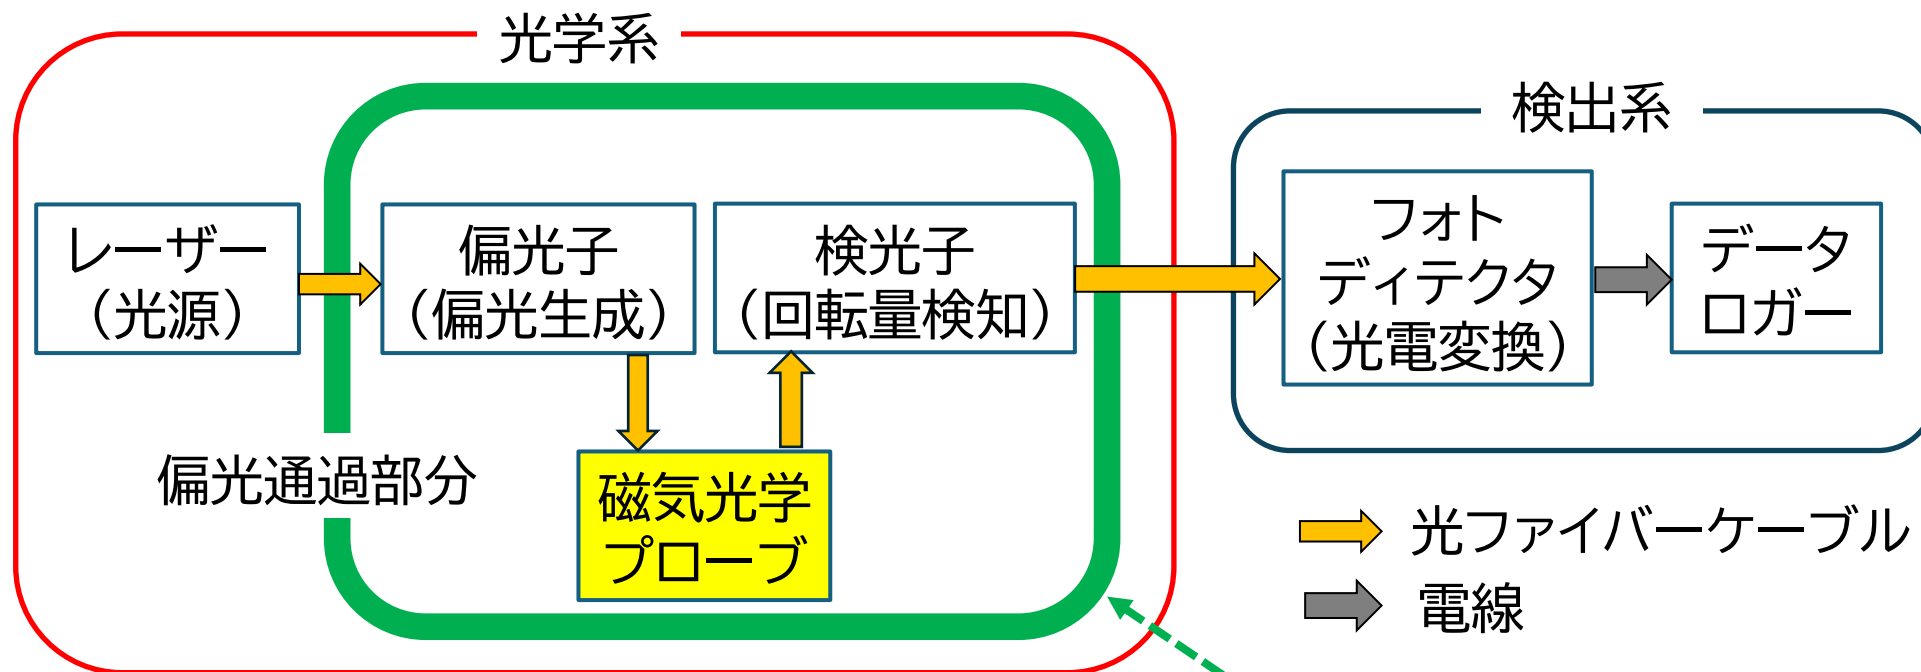 光学系
検出系
レーザー
（光源）
偏光子
（偏光生成）
検光子
（回転量検知）
フォト
ディテクタ
（光電変換）
データ
ロガー
偏光通過部分
磁気光学
プローブ
光ファイバーケーブル
電線